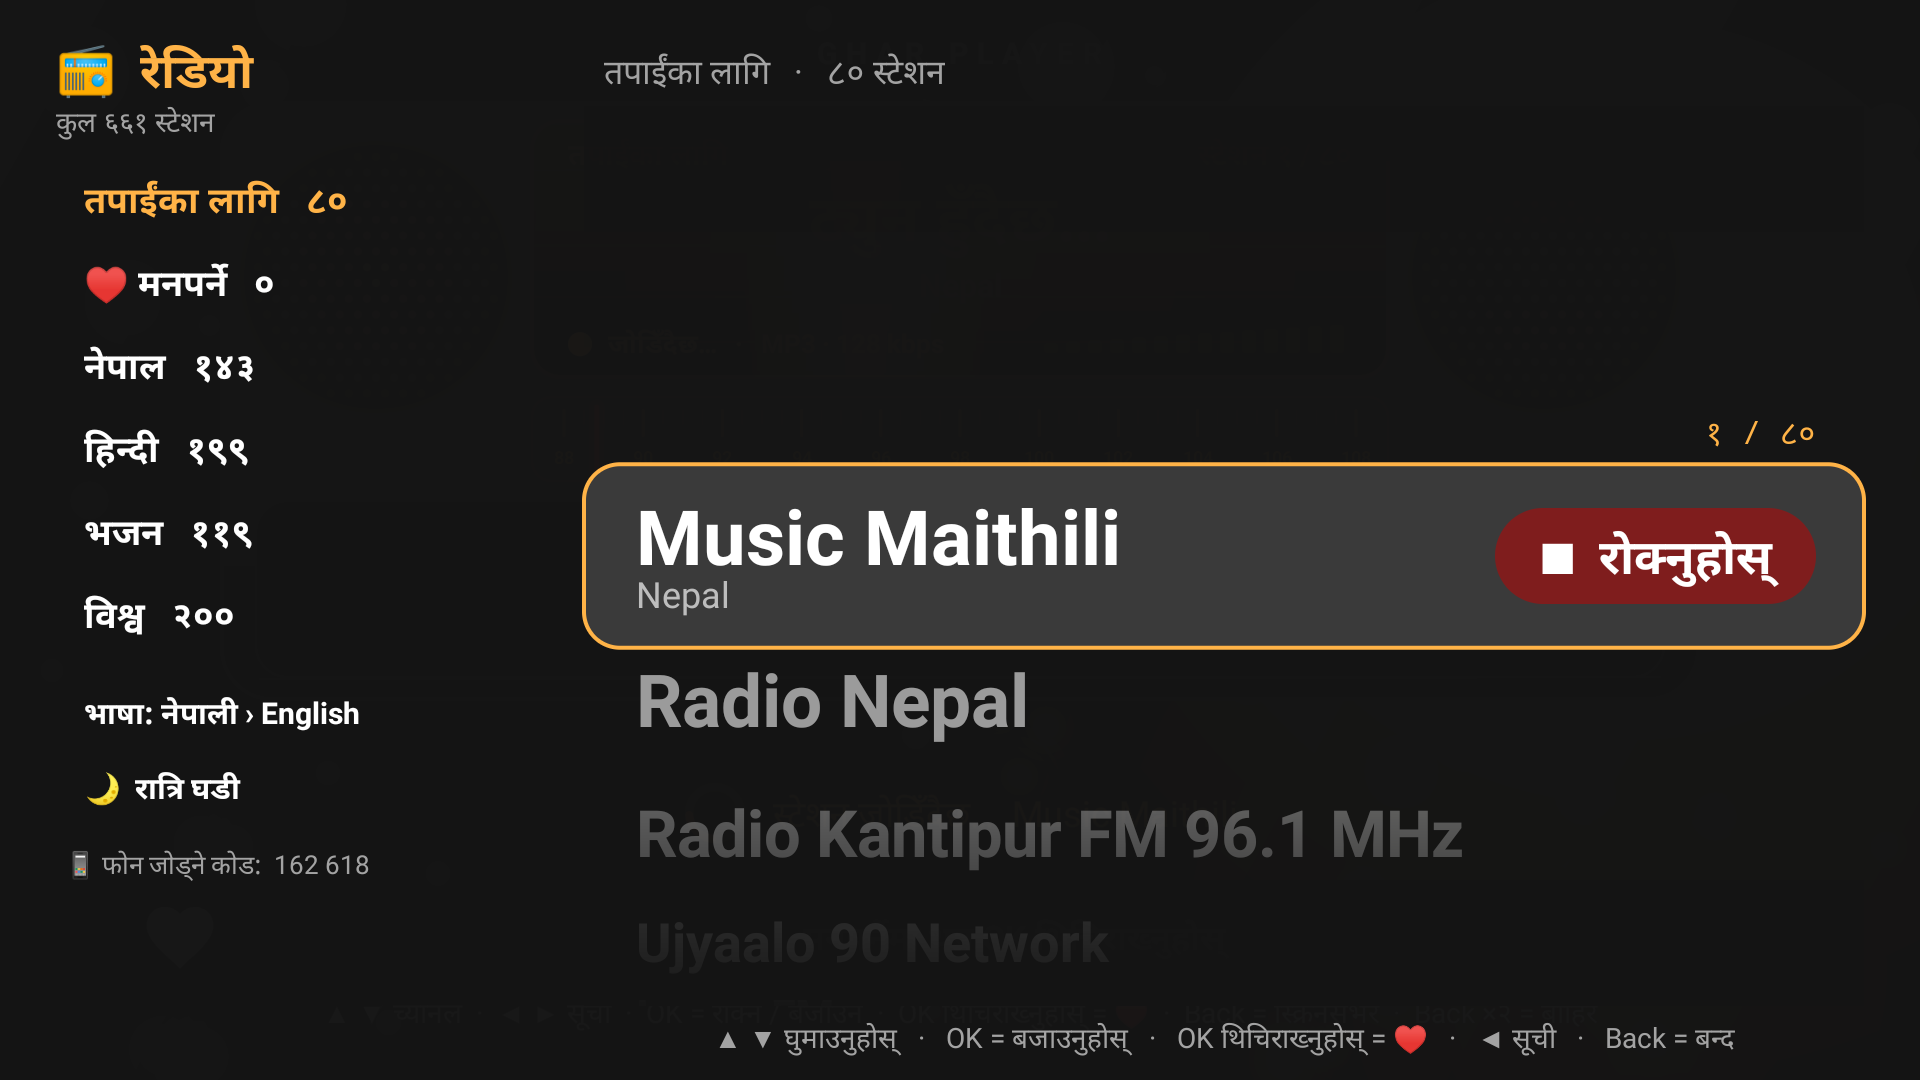 रेडियो
कुल ६६१ स्टेशन
तपाईंका लागि ८०
मनपर्ने ०
नेपाल १४३
हिन्दी १९९
भजन ११९
विश्व २००
भाषा: नेपाली › English
रात्रि घडी
फोन जोड्ने कोड: 162 618
तपाईंका लागि · ८० स्टेशन
१ / ८०
Music Maithili
Nepal
■ रोक्नुहोस्
Radio Nepal
Radio Kantipur FM 96.1 MHz
Ujyaalo 90 Network
▲ ▼ घुमाउनुहोस् · OK = बजाउनुहोस् · OK थिचिराख्नुहोस् = ❤️ · ◄ सूची · Back = बन्द